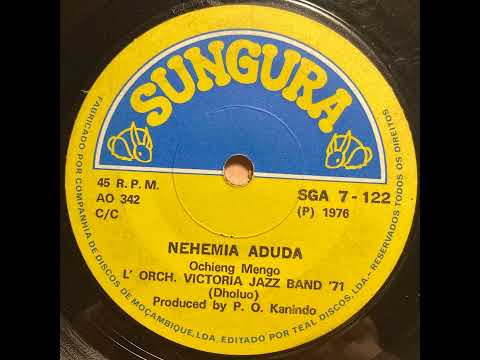 SUNGURA
45 R. P. M.
AO 342
C/C
SGA 7-122
(P) 1976
NEHEMIA ADUDA
Ochieng Mengo
L' ORCH. VICTORIA JAZZ BAND '71
(Dholuo)
Produced by P. O. Kanindo
FABRICADO POR COMPANHIA DE DISCOS DE MOÇAMBIQUE, LDA, EDITADO POR TEAL DISCOS, LDA.- RESERVADOS TODOS OS DIREITOS